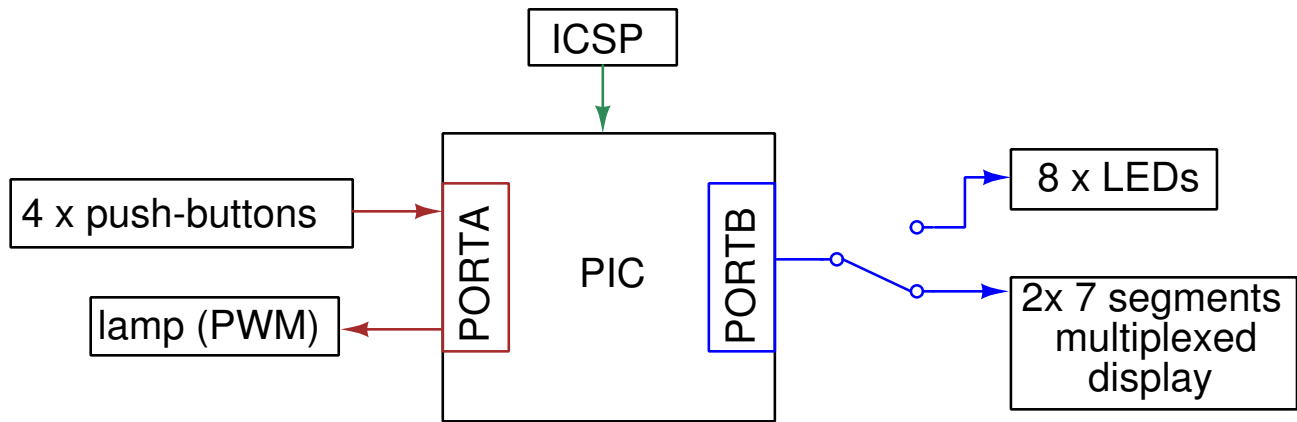 ICSP
4 x push-buttons
lamp (PWM)
PORTA
PIC
PORTB
8 x LEDs
2x 7 segments
multiplexed
display